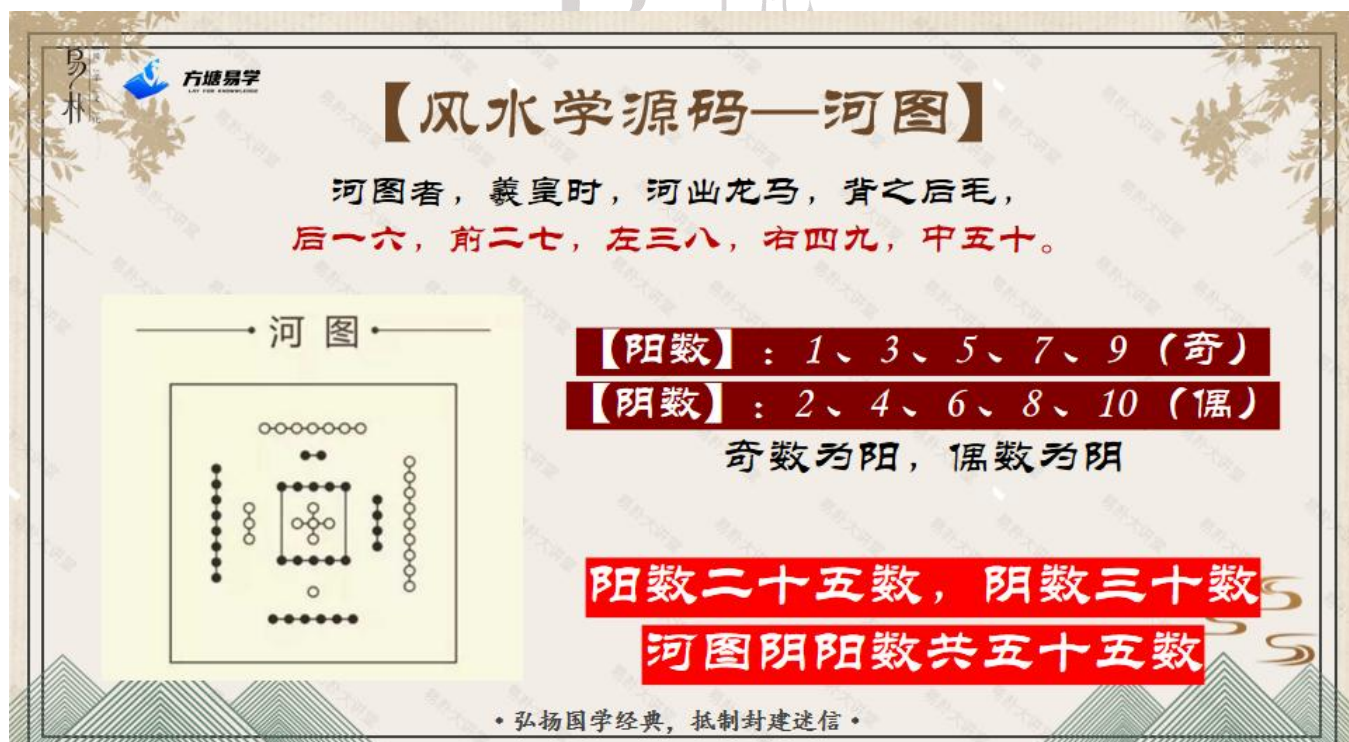 易林
方塘易学
【风水学源码—河图】
河图者，羲皇时，河出龙马，背之后毛，
后一六，前二七，左三八，右四九，中五十。
河 图
【阳数】：1、3、5、7、9（奇）
【阴数】：2、4、6、8、10（偶）
奇数为阳，偶数为阴
阳数二十五数，阴数三十数
河图阴阳数共五十五数
•弘扬国学经典，抵制封建迷信•